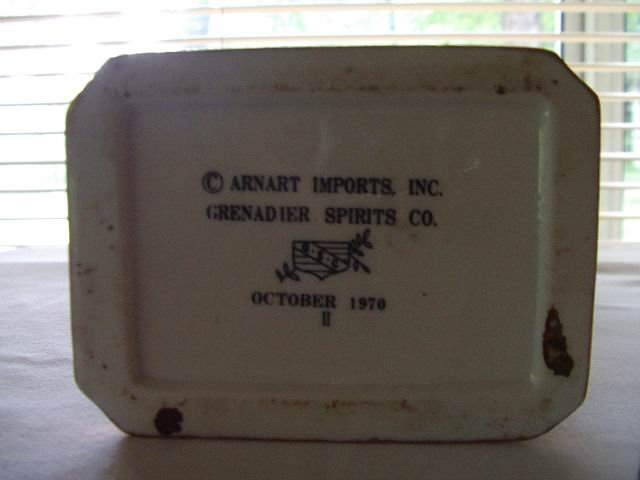 © ARNART IMPORTS, INC.
GRENADIER SPIRITS CO.
OCTOBER 1970
II